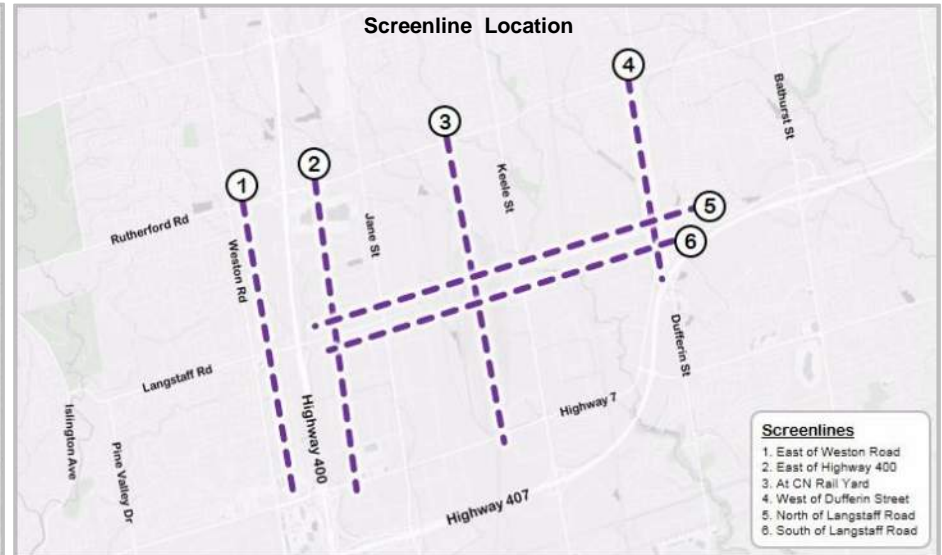 Screenline Location
4
Bathurst St
3
2
Keele St
1
5
Jane St
Rutherford Rd
6
Weston Rd
Dufferin St
Langstaff Rd
Highway 400
Highway 7
Islington Ave
Pine Valley Dr
Highway 407
Screenlines
1. East of Weston Road
2. East of Highway 400
3. At CN Rail Yard
4. West of Dufferin Street
5. North of Langstaff Road
6. South of Langstaff Road